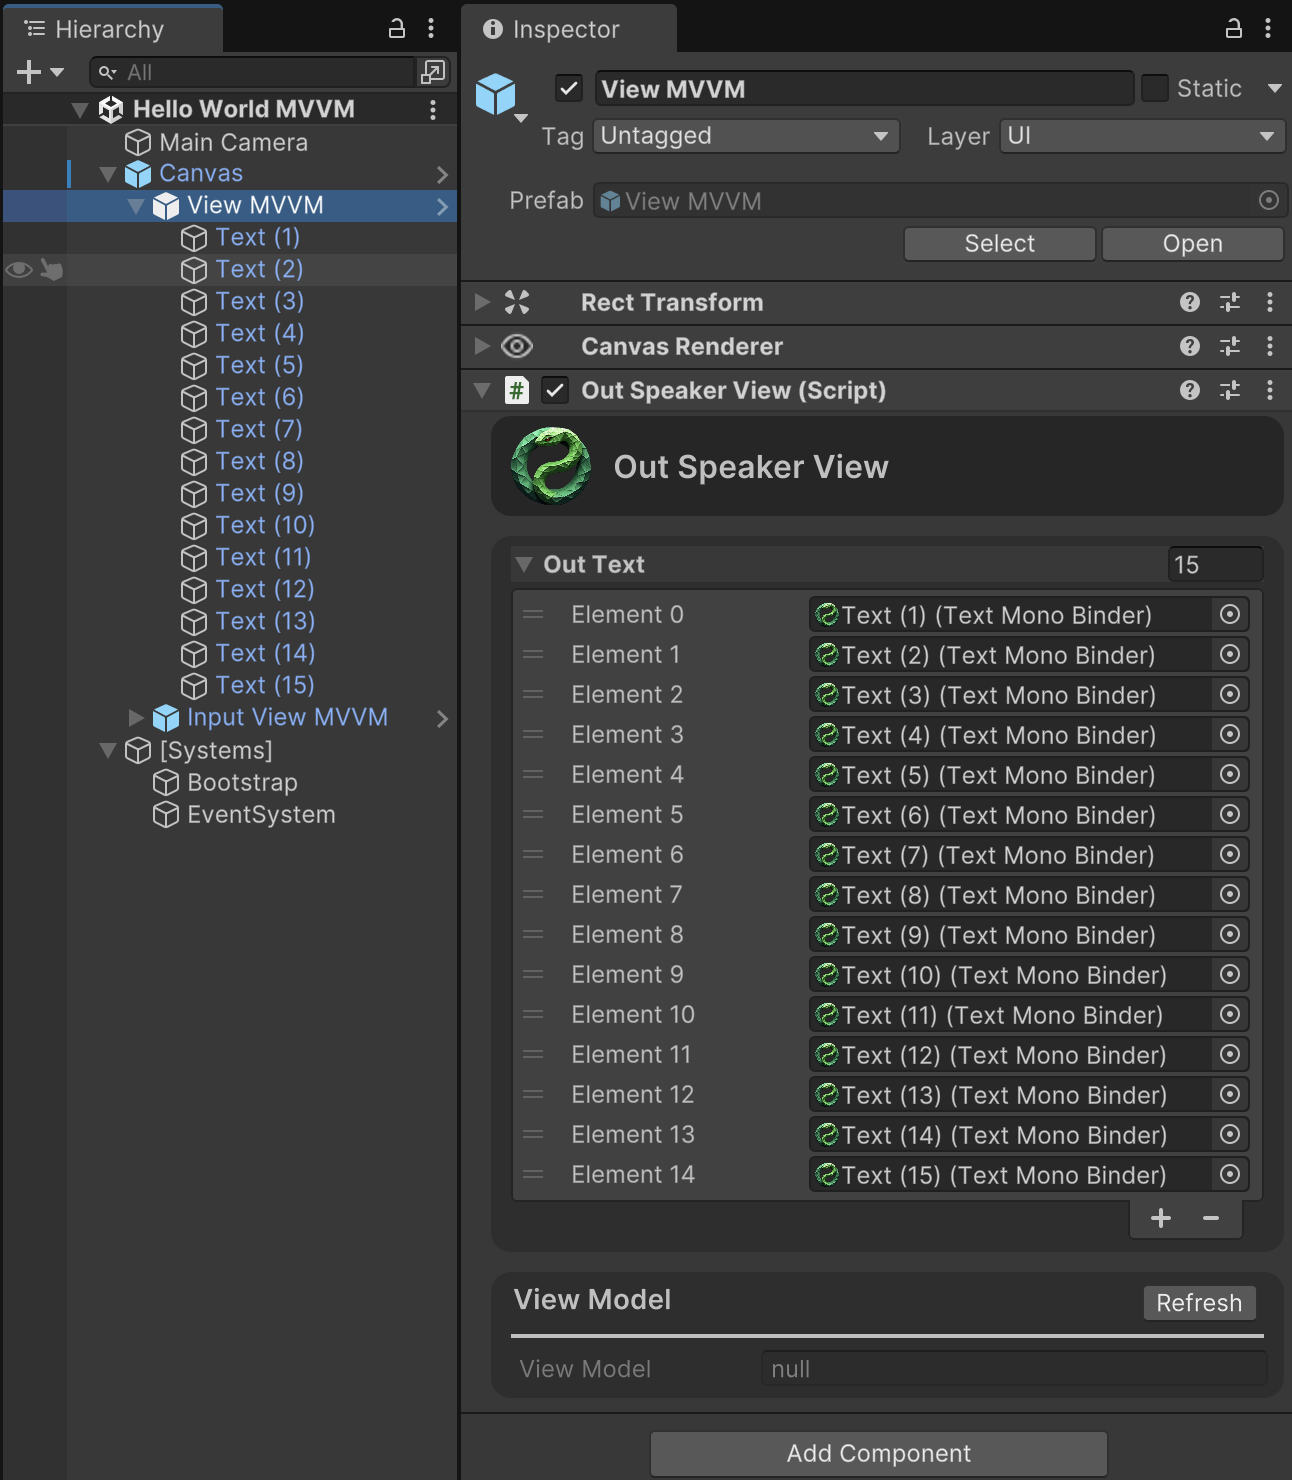 Hierarchy
All
Hello World MVVM
Main Camera
Canvas
View MVVM
Text (1)
Text (2)
Text (3)
Text (4)
Text (5)
Text (6)
Text (7)
Text (8)
Text (9)
Text (10)
Text (11)
Text (12)
Text (13)
Text (14)
Text (15)
Input View MVVM
[Systems]
Bootstrap
EventSystem
Inspector
View MVVM Static
Tag Untagged Layer UI
Prefab View MVVM
Select Open
Rect Transform
Canvas Renderer
# Out Speaker View (Script)
Out Speaker View
Out Text 15
Element 0 Text (1) (Text Mono Binder)
Element 1 Text (2) (Text Mono Binder)
Element 2 Text (3) (Text Mono Binder)
Element 3 Text (4) (Text Mono Binder)
Element 4 Text (5) (Text Mono Binder)
Element 5 Text (6) (Text Mono Binder)
Element 6 Text (7) (Text Mono Binder)
Element 7 Text (8) (Text Mono Binder)
Element 8 Text (9) (Text Mono Binder)
Element 9 Text (10) (Text Mono Binder)
Element 10 Text (11) (Text Mono Binder)
Element 11 Text (12) (Text Mono Binder)
Element 12 Text (13) (Text Mono Binder)
Element 13 Text (14) (Text Mono Binder)
Element 14 Text (15) (Text Mono Binder)
View Model Refresh
View Model null
Add Component